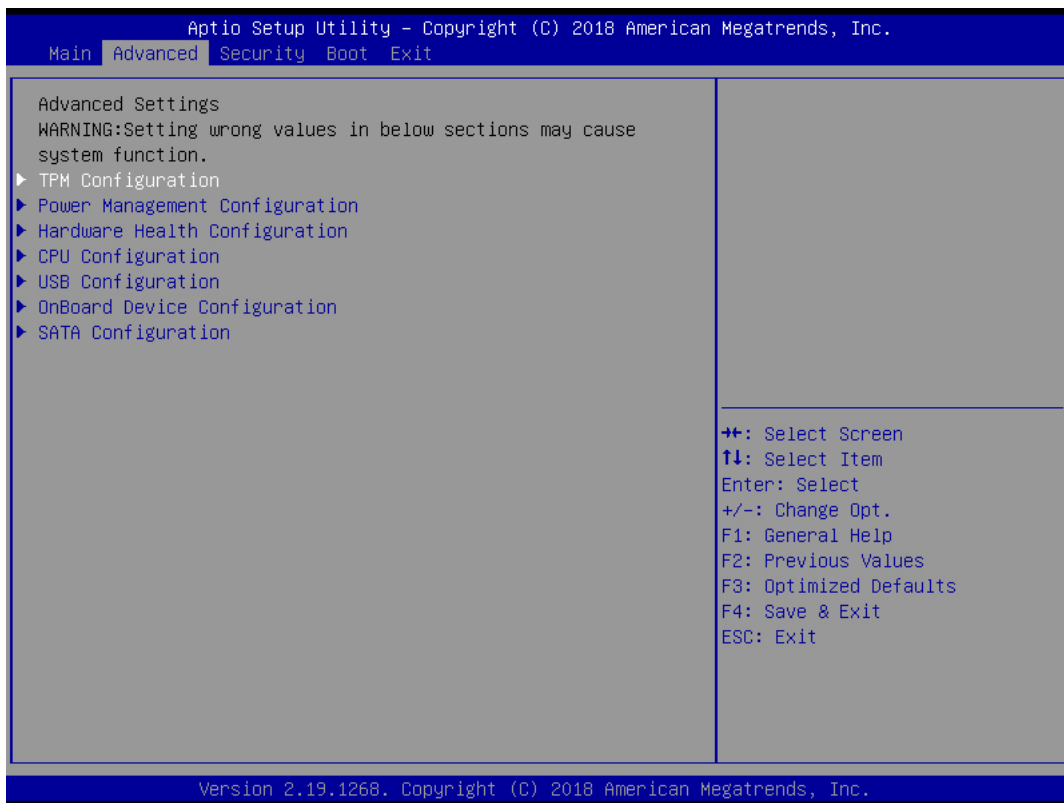 Aptio Setup Utility – Copyright (C) 2018 American Megatrends, Inc.
Main Advanced Security Boot Exit
Advanced Settings
WARNING:Setting wrong values in below sections may cause
system function.
▶ TPM Configuration
▶ Power Management Configuration
▶ Hardware Health Configuration
▶ CPU Configuration
▶ USB Configuration
▶ OnBoard Device Configuration
▶ SATA Configuration
→←: Select Screen
↑↓: Select Item
Enter: Select
+/-: Change Opt.
F1: General Help
F2: Previous Values
F3: Optimized Defaults
F4: Save & Exit
ESC: Exit
Version 2.19.1268. Copyright (C) 2018 American Megatrends, Inc.